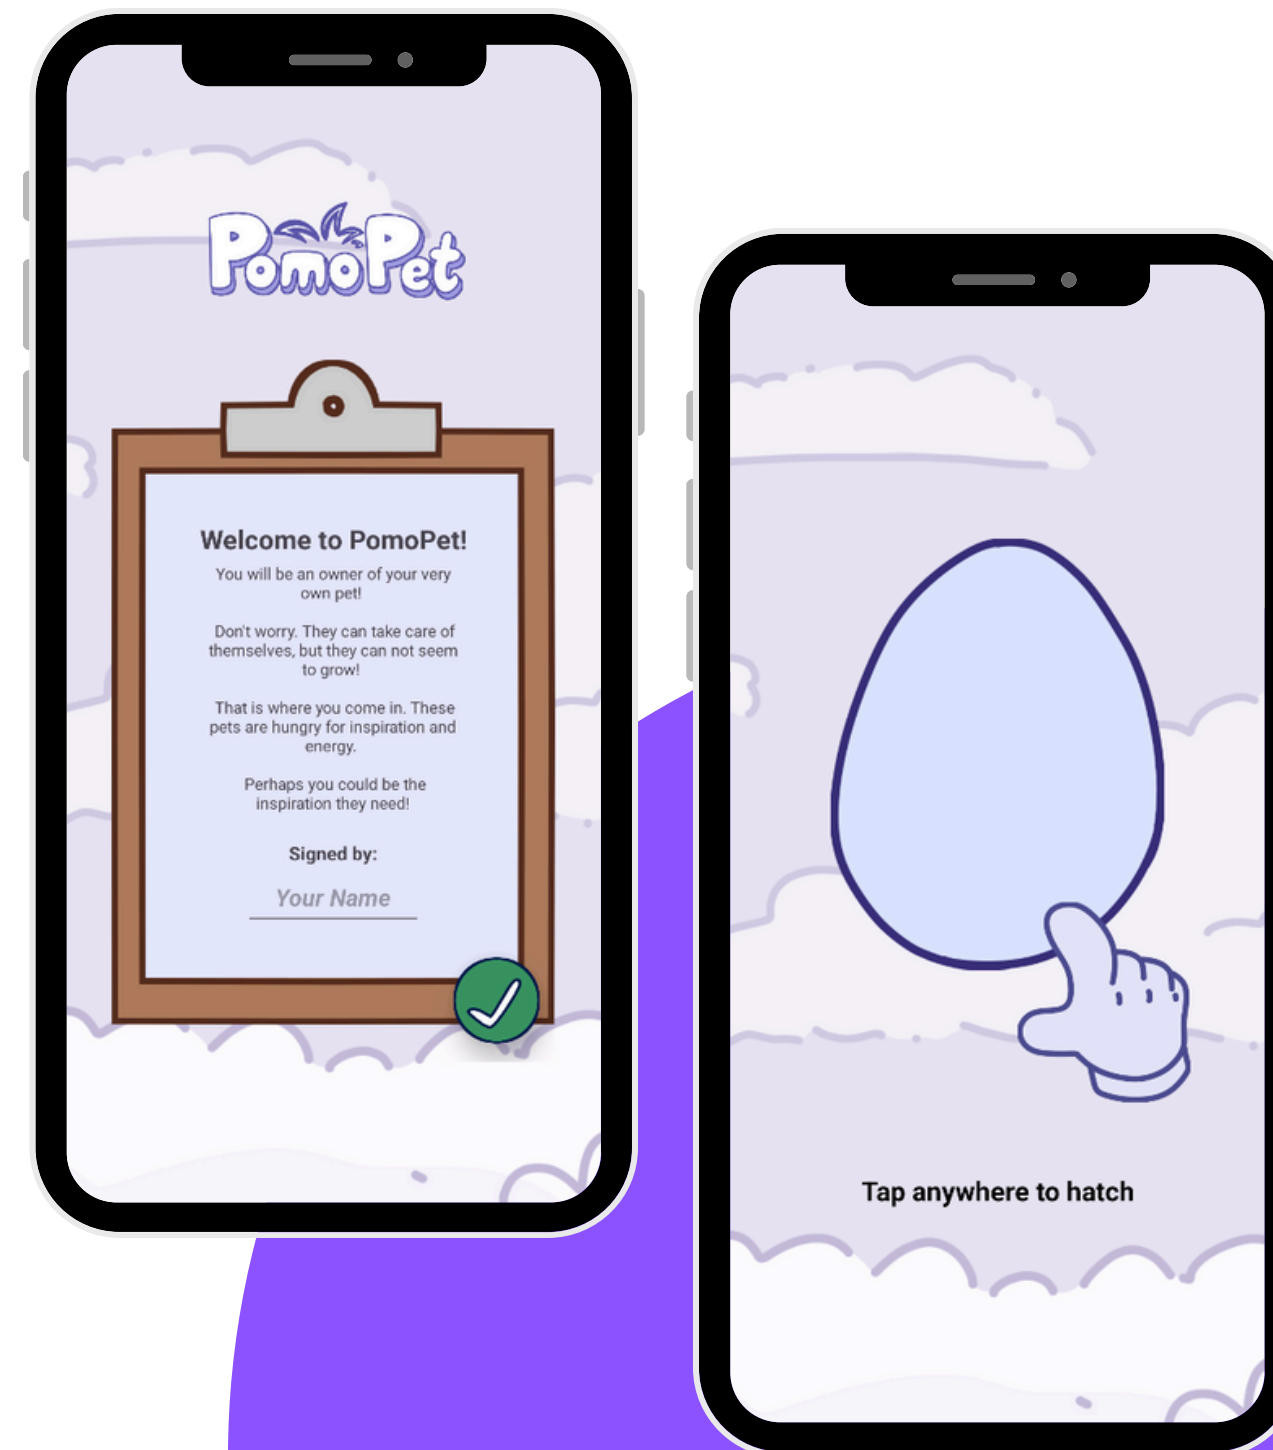 PomoPet
Welcome to PomoPet!
You will be an owner of your very
own pet!
Don't worry. They can take care of
themselves, but they can not seem
to grow!
That is where you come in. These
pets are hungry for inspiration and
energy.
Perhaps you could be the
inspiration they need!
Signed by:
Your Name
Tap anywhere to hatch